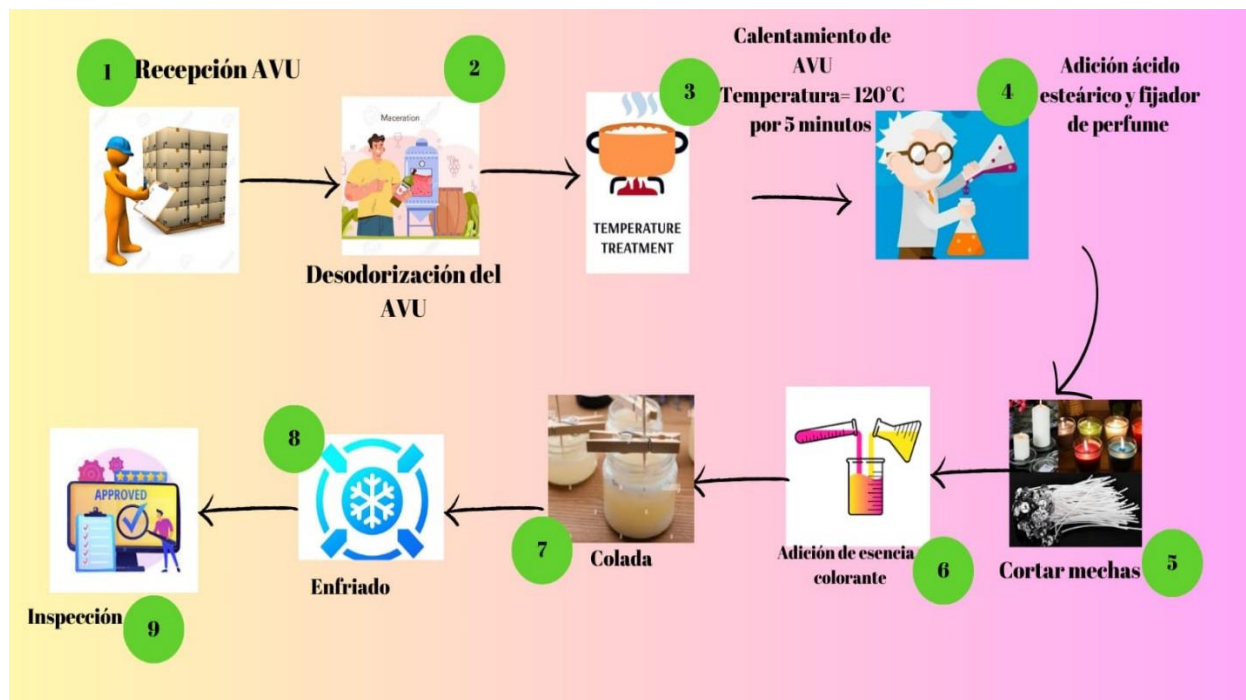 1
Recepción AVU
2
Maceration
Desodorización del
AVU
3
Calentamiento de
AVU
Temperatura= 120°C
por 5 minutos
TEMPERATURE
TREATMENT
4
Adición ácido
esteárico y fijador
de perfume
5
Cortar mechas
6
Adición de esencia
colorante
7
Colada
8
Enfriado
9
APPROVED
Inspección